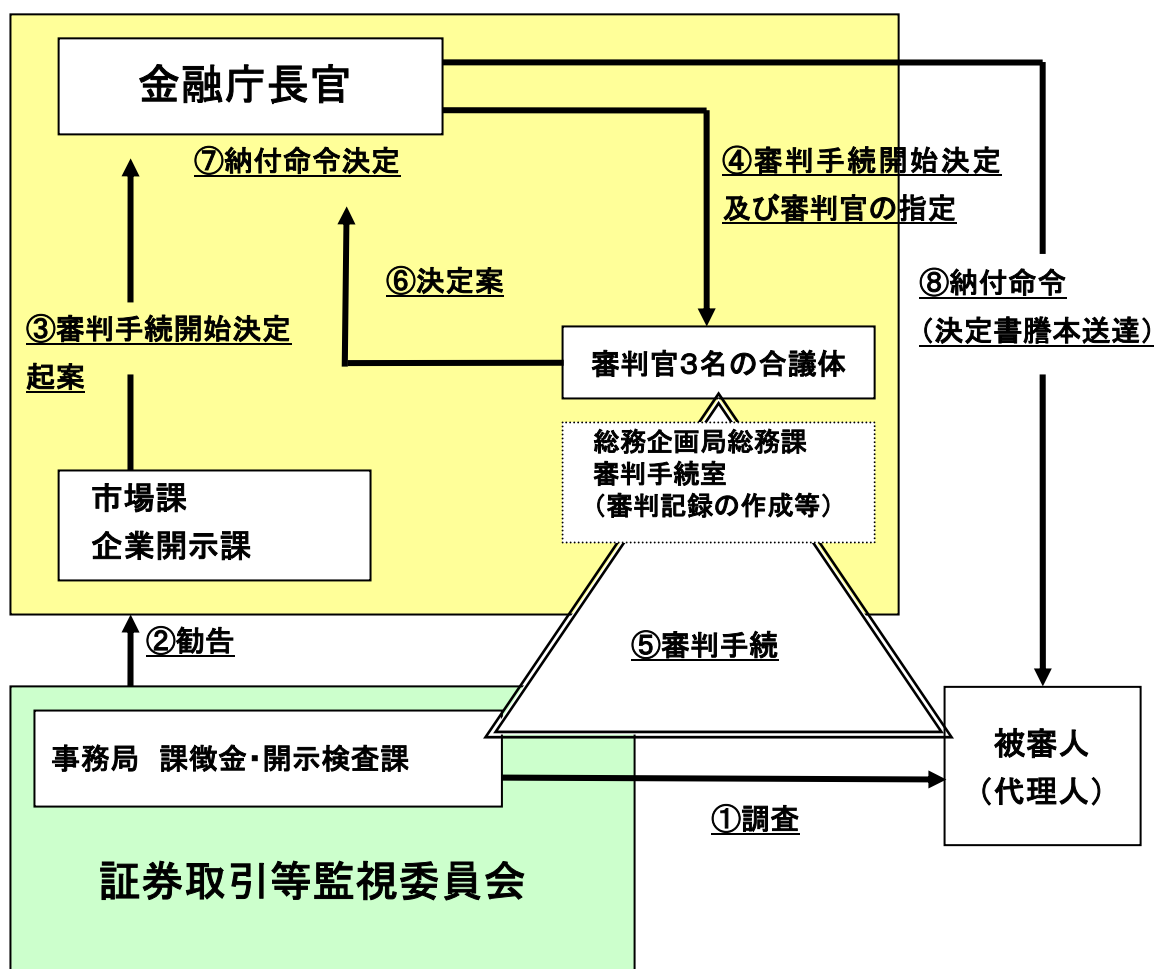 金融庁長官
⑦納付命令決定
④審判手続開始決定
及び審判官の指定
⑥決定案
⑧納付命令
（決定書謄本送達）
③審判手続開始決定
起案
審判官３名の合議体
総務企画局総務課
審判手続室
（審判記録の作成等）
市場課
企業開示課
②勧告
⑤審判手続
事務局　課徴金・開示検査課
被審人
（代理人）
①調査
証券取引等監視委員会